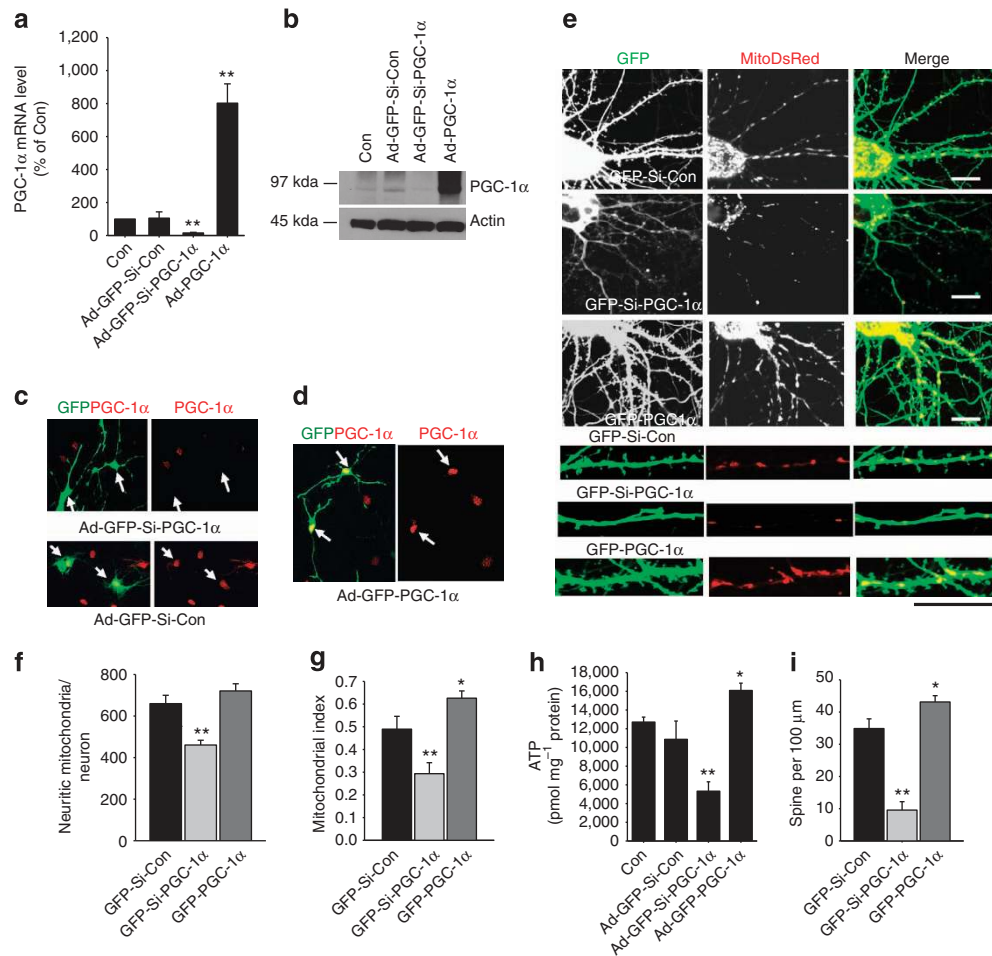 a
PGC-1α mRNA level
(% of Con)
1,200
1,000
800
600
400
200
0
**
**
Con
Ad-GFP-Si-Con
Ad-GFP-Si-PGC-1α
Ad-PGC-1α
b
Con
Ad-GFP-Si-Con
Ad-GFP-Si-PGC-1α
Ad-PGC-1α
97 kda
PGC-1α
45 kda
Actin
c
GFPPGC-1α PGC-1α
Ad-GFP-Si-PGC-1α
Ad-GFP-Si-Con
d
GFPPGC-1α PGC-1α
Ad-GFP-PGC-1α
e
GFP MitoDsRed Merge
GFP-Si-Con
GFP-Si-PGC-1α
GFP-PGC1α
GFP-Si-Con
GFP-Si-PGC-1α
GFP-PGC-1α
f
Neuritic mitochondria/
neuron
800
600
400
200
0
**
GFP-Si-Con
GFP-Si-PGC-1α
GFP-PGC-1α
g
Mitochondrial index
0.7
0.6
0.5
0.4
0.3
0.2
0.1
0.0
**
*
GFP-Si-Con
GFP-Si-PGC-1α
GFP-PGC-1α
h
ATP
(pmol mg⁻¹ protein)
18,000
16,000
14,000
12,000
10,000
8,000
6,000
4,000
2,000
0
**
*
Con
Ad-GFP-Si-Con
Ad-GFP-Si-PGC-1α
Ad-GFP-PGC-1α
i
Spine per 100 μm
50
40
30
20
10
0
**
*
GFP-Si-Con
GFP-Si-PGC-1α
GFP-PGC-1α